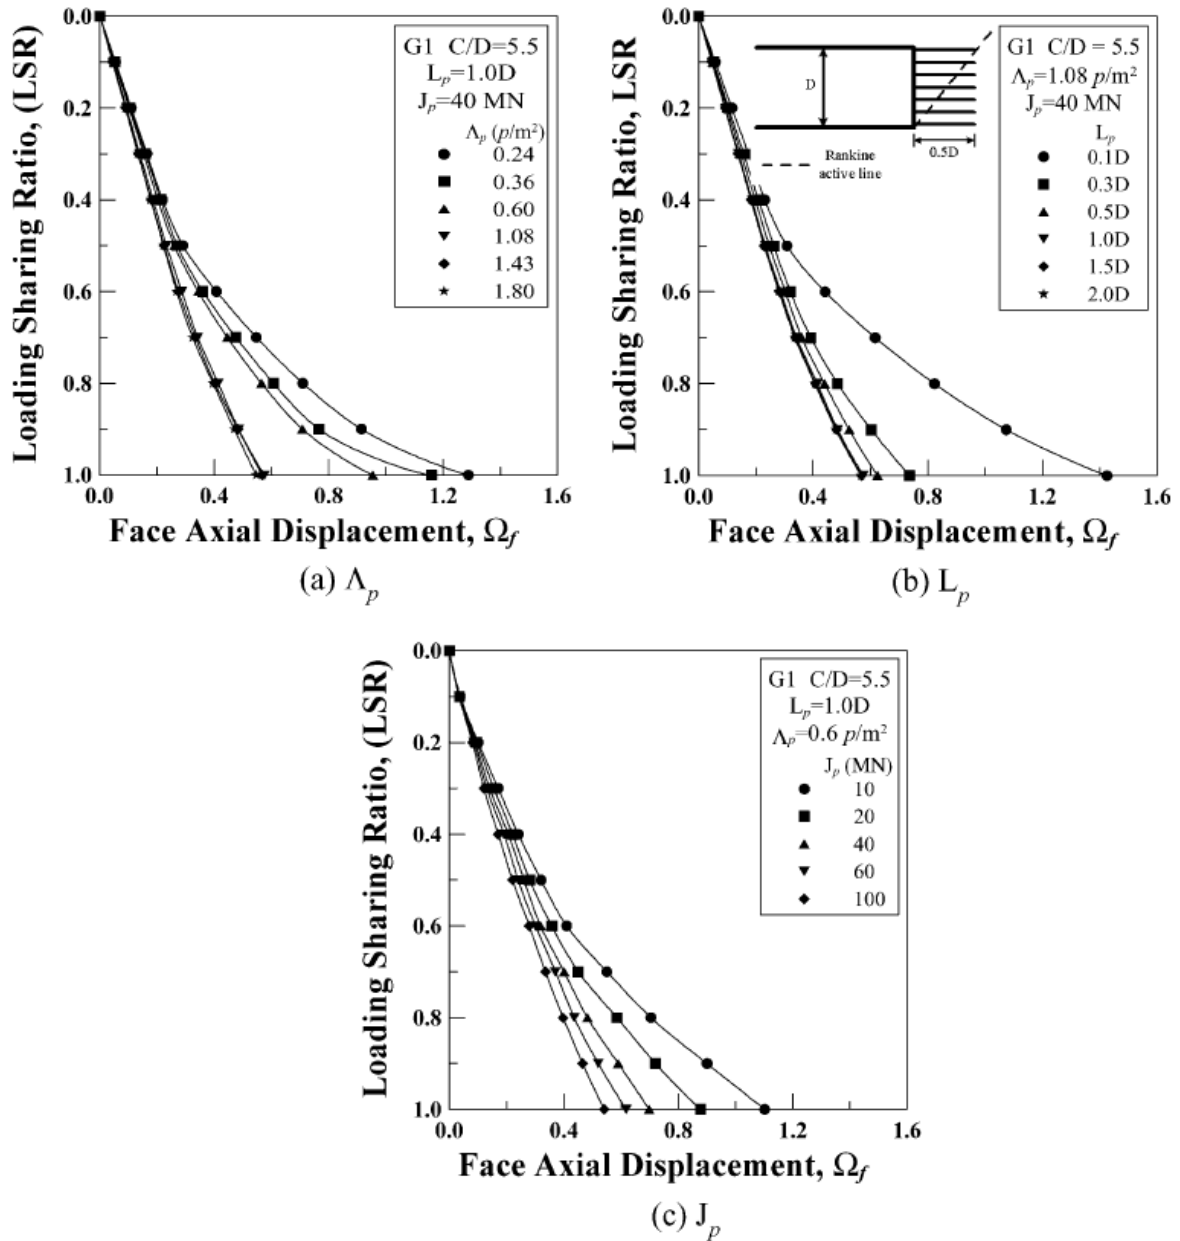 0.0
0.2
0.4
0.6
0.8
1.0
0.0
0.4
0.8
1.2
1.6
Loading Sharing Ratio, (LSR)
Face Axial Displacement, Ωf
G1 C/D=5.5
Lp=1.0D
Jp=40 MN
Λp (p/m²)
0.24
0.36
0.60
1.08
1.43
1.80
(a) Λp
0.0
0.2
0.4
0.6
0.8
1.0
0.0
0.4
0.8
1.2
1.6
Loading Sharing Ratio, LSR
Face Axial Displacement, Ωf
D
0.5D
Rankine
active line
G1 C/D = 5.5
Λp=1.08 p/m²
Jp=40 MN
Lp
0.1D
0.3D
0.5D
1.0D
1.5D
2.0D
(b) Lp
0.0
0.2
0.4
0.6
0.8
1.0
0.0
0.4
0.8
1.2
1.6
Loading Sharing Ratio, (LSR)
Face Axial Displacement, Ωf
G1 C/D=5.5
Lp=1.0D
Λp=0.6 p/m²
Jp (MN)
10
20
40
60
100
(c) Jp